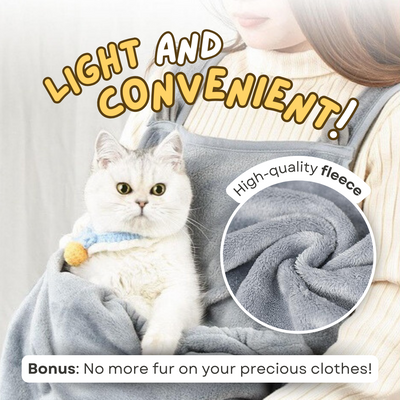 LIGHT AND
CONVENIENT!
High-quality fleece
Bonus: No more fur on your precious clothes!